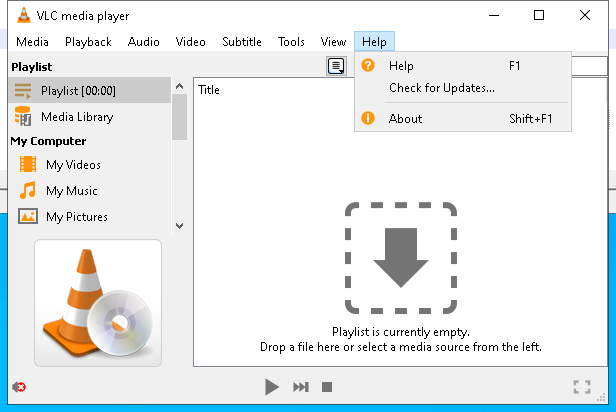 VLC media player
Media Playback Audio Video Subtitle Tools View Help
Playlist
Playlist [00:00]
Media Library
My Computer
My Videos
My Music
My Pictures
Title
Help F1
Check for Updates...
About Shift+F1
Playlist is currently empty.
Drop a file here or select a media source from the left.